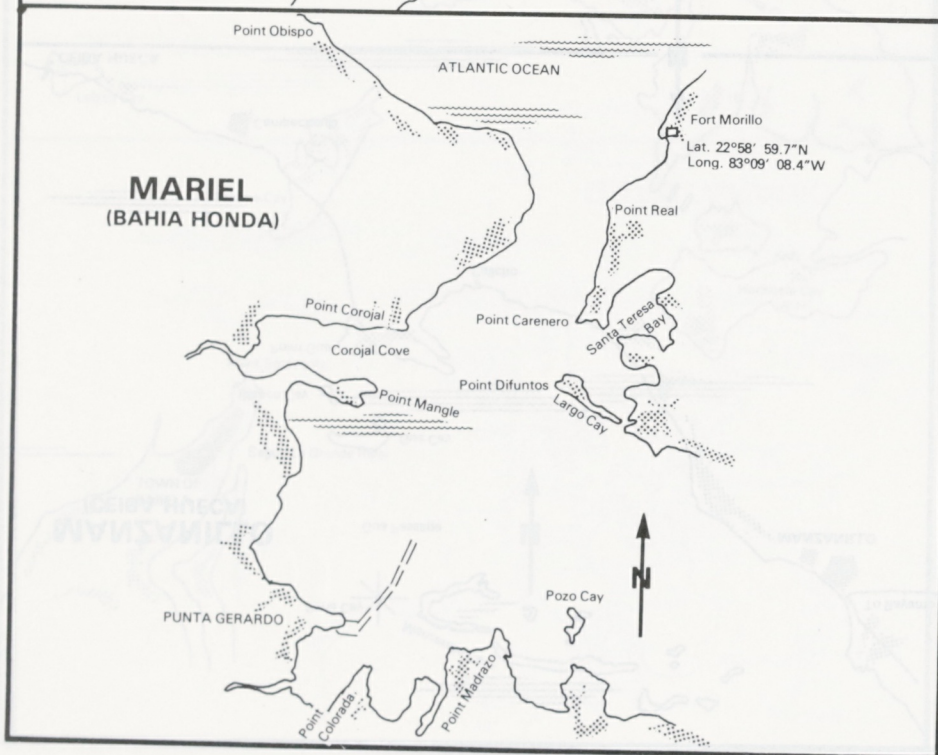 Point Obispo
ATLANTIC OCEAN
Fort Morillo
Lat. 22°58' 59.7"N
Long. 83°09' 08.4"W
MARIEL
(BAHIA HONDA)
Point Real
Point Corojal
Point Carenero
Santa Teresa
Bay
Corojal Cove
Point Difuntos
Point Mangle
Largo Cay
N
Pozo Cay
PUNTA GERARDO
Point
Colorada
Point Madrazo
MANZANILLO